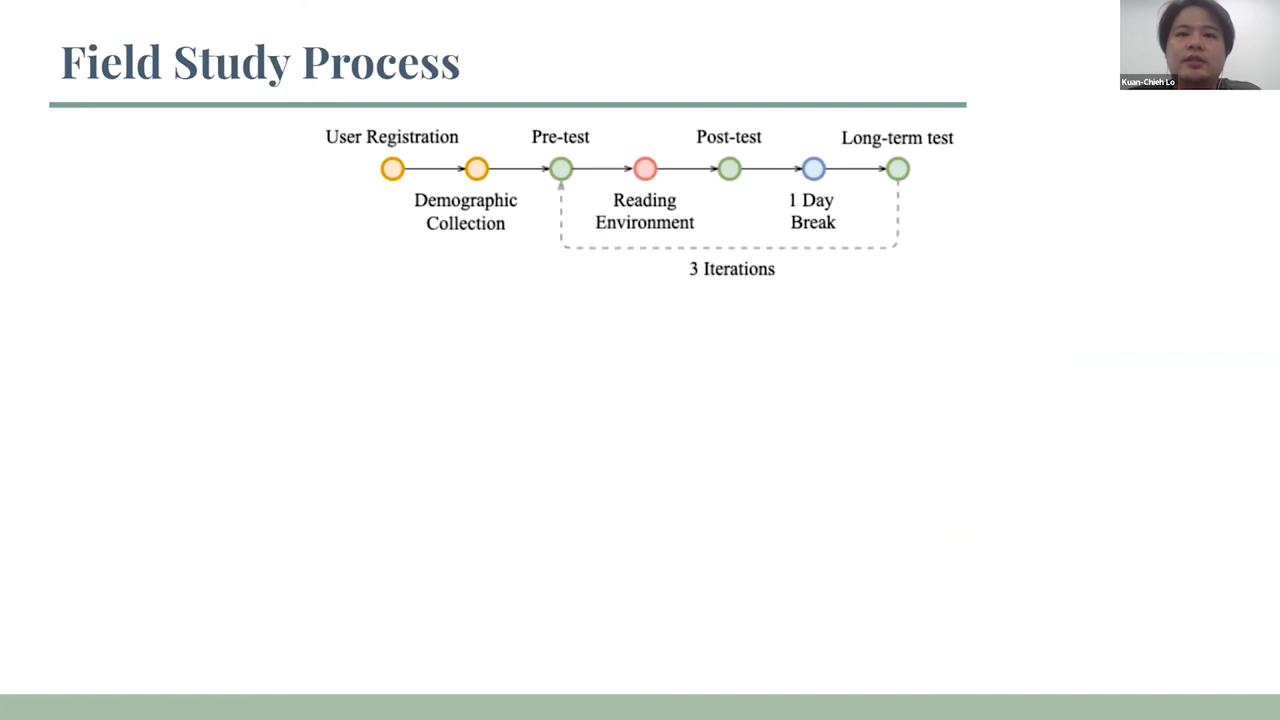 Field Study Process
Kuan-Chieh Lo
User Registration
Pre-test
Post-test
Long-term test
Demographic
Collection
Reading
Environment
1 Day
Break
3 Iterations